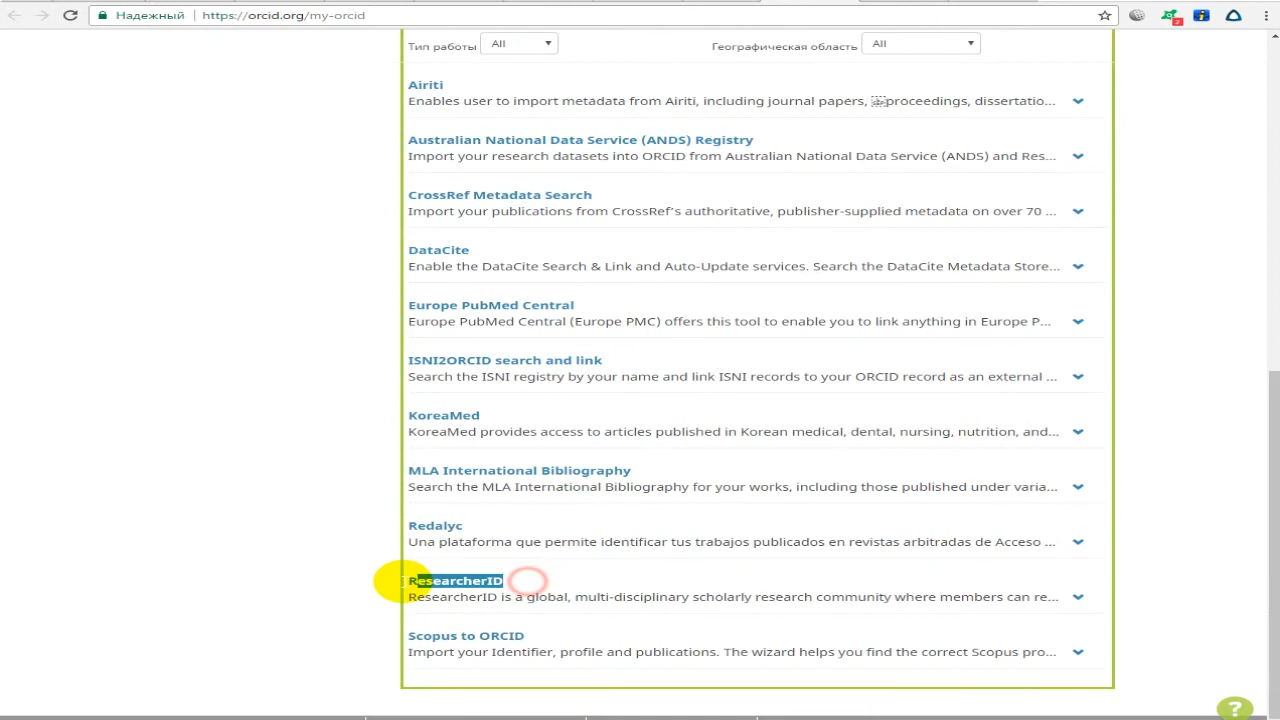 Надежный https://orcid.org/my-orcid
2
Тип работы All Географическая область All
Airiti
Enables user to import metadata from Airiti, including journal papers, proceedings, dissertatio...
Australian National Data Service (ANDS) Registry
Import your research datasets into ORCID from Australian National Data Service (ANDS) and Res...
CrossRef Metadata Search
Import your publications from CrossRef's authoritative, publisher-supplied metadata on over 70 ...
DataCite
Enable the DataCite Search & Link and Auto-Update services. Search the DataCite Metadata Store...
Europe PubMed Central
Europe PubMed Central (Europe PMC) offers this tool to enable you to link anything in Europe P...
ISNI2ORCID search and link
Search the ISNI registry by your name and link ISNI records to your ORCID record as an external ...
KoreaMed
KoreaMed provides access to articles published in Korean medical, dental, nursing, nutrition, and...
MLA International Bibliography
Search the MLA International Bibliography for your works, including those published under varia...
Redalyc
Una plataforma que permite identificar tus trabajos publicados en revistas arbitradas de Acceso ...
ResearcherID
ResearcherID is a global, multi-disciplinary scholarly research community where members can re...
Scopus to ORCID
Import your Identifier, profile and publications. The wizard helps you find the correct Scopus pro...
?